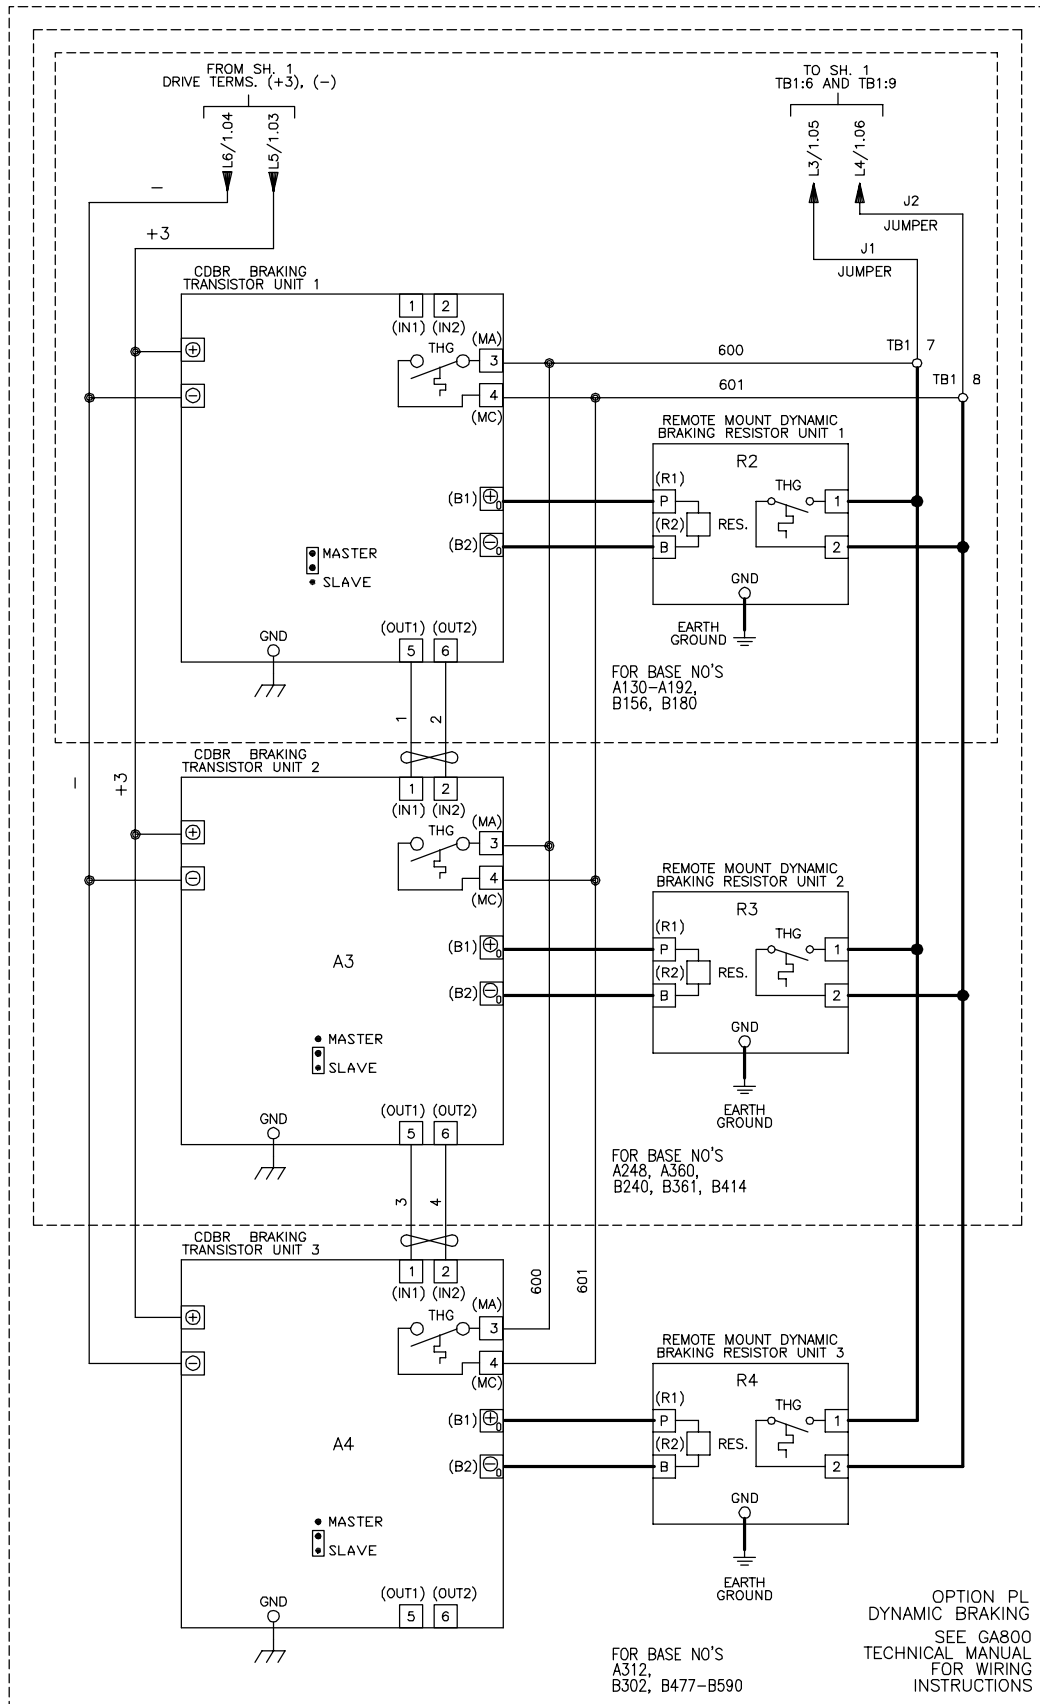 FROM SH. 1
DRIVE TERMS. (+3), (−)
L6/1.04
L5/1.03
TO SH. 1
TB1:6 AND TB1:9
L3/1.05
L4/1.06
−
+3
J2
JUMPER
J1
JUMPER
CDBR BRAKING
TRANSISTOR UNIT 1
1 2
(IN1) (IN2)
THG
(MA)
3
4
(MC)
600
601
TB1 7
TB1 8
+
−
REMOTE MOUNT DYNAMIC
BRAKING RESISTOR UNIT 1
R2
(R1)
P
(R2)
B
RES.
THG
1
2
GND
EARTH
GROUND
(B1) + 0
(B2) − 0
MASTER
SLAVE
GND
(OUT1) (OUT2)
5 6
FOR BASE NO'S
A130−A192,
B156, B180
1
2
CDBR BRAKING
TRANSISTOR UNIT 2
−
+3
1 2
(IN1) (IN2)
THG
(MA)
3
4
(MC)
+
−
REMOTE MOUNT DYNAMIC
BRAKING RESISTOR UNIT 2
R3
(R1)
P
(R2)
B
RES.
THG
1
2
GND
EARTH
GROUND
(B1) + 0
(B2) − 0
A3
MASTER
SLAVE
GND
(OUT1) (OUT2)
5 6
FOR BASE NO'S
A248, A360,
B240, B361, B414
3
4
CDBR BRAKING
TRANSISTOR UNIT 3
1 2
(IN1) (IN2)
THG
(MA)
3
4
(MC)
600
601
+
−
REMOTE MOUNT DYNAMIC
BRAKING RESISTOR UNIT 3
R4
(R1)
P
(R2)
B
RES.
THG
1
2
GND
EARTH
GROUND
(B1) + 0
(B2) − 0
A4
MASTER
SLAVE
GND
(OUT1) (OUT2)
5 6
FOR BASE NO'S
A312,
B302, B477−B590
OPTION PL
DYNAMIC BRAKING
SEE GA800
TECHNICAL MANUAL
FOR WIRING
INSTRUCTIONS